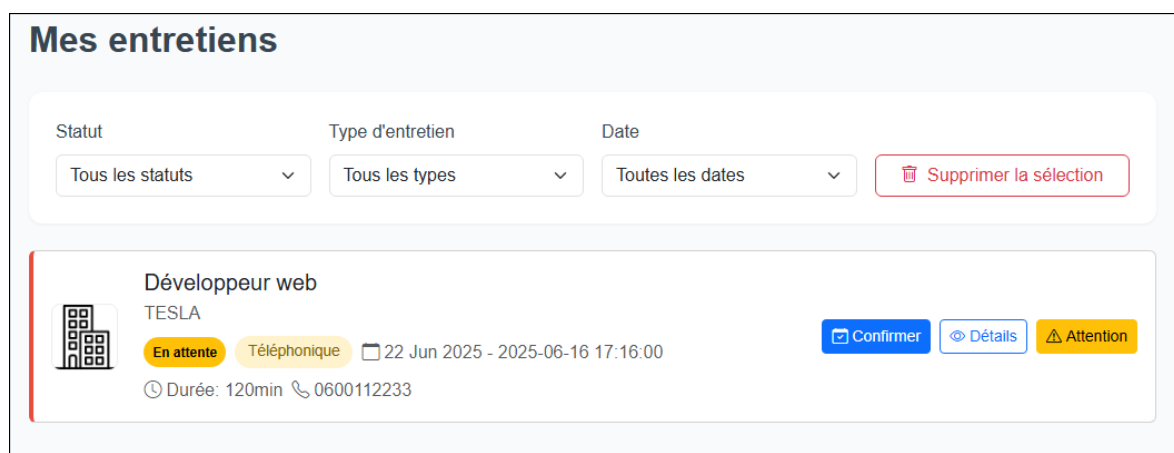 Mes entretiens
Statut
Type d'entretien
Date
Tous les statuts
Tous les types
Toutes les dates
Supprimer la sélection
Développeur web
TESLA
En attente Téléphonique 22 Jun 2025 - 2025-06-16 17:16:00
Durée: 120min 0600112233
Confirmer
Détails
Attention